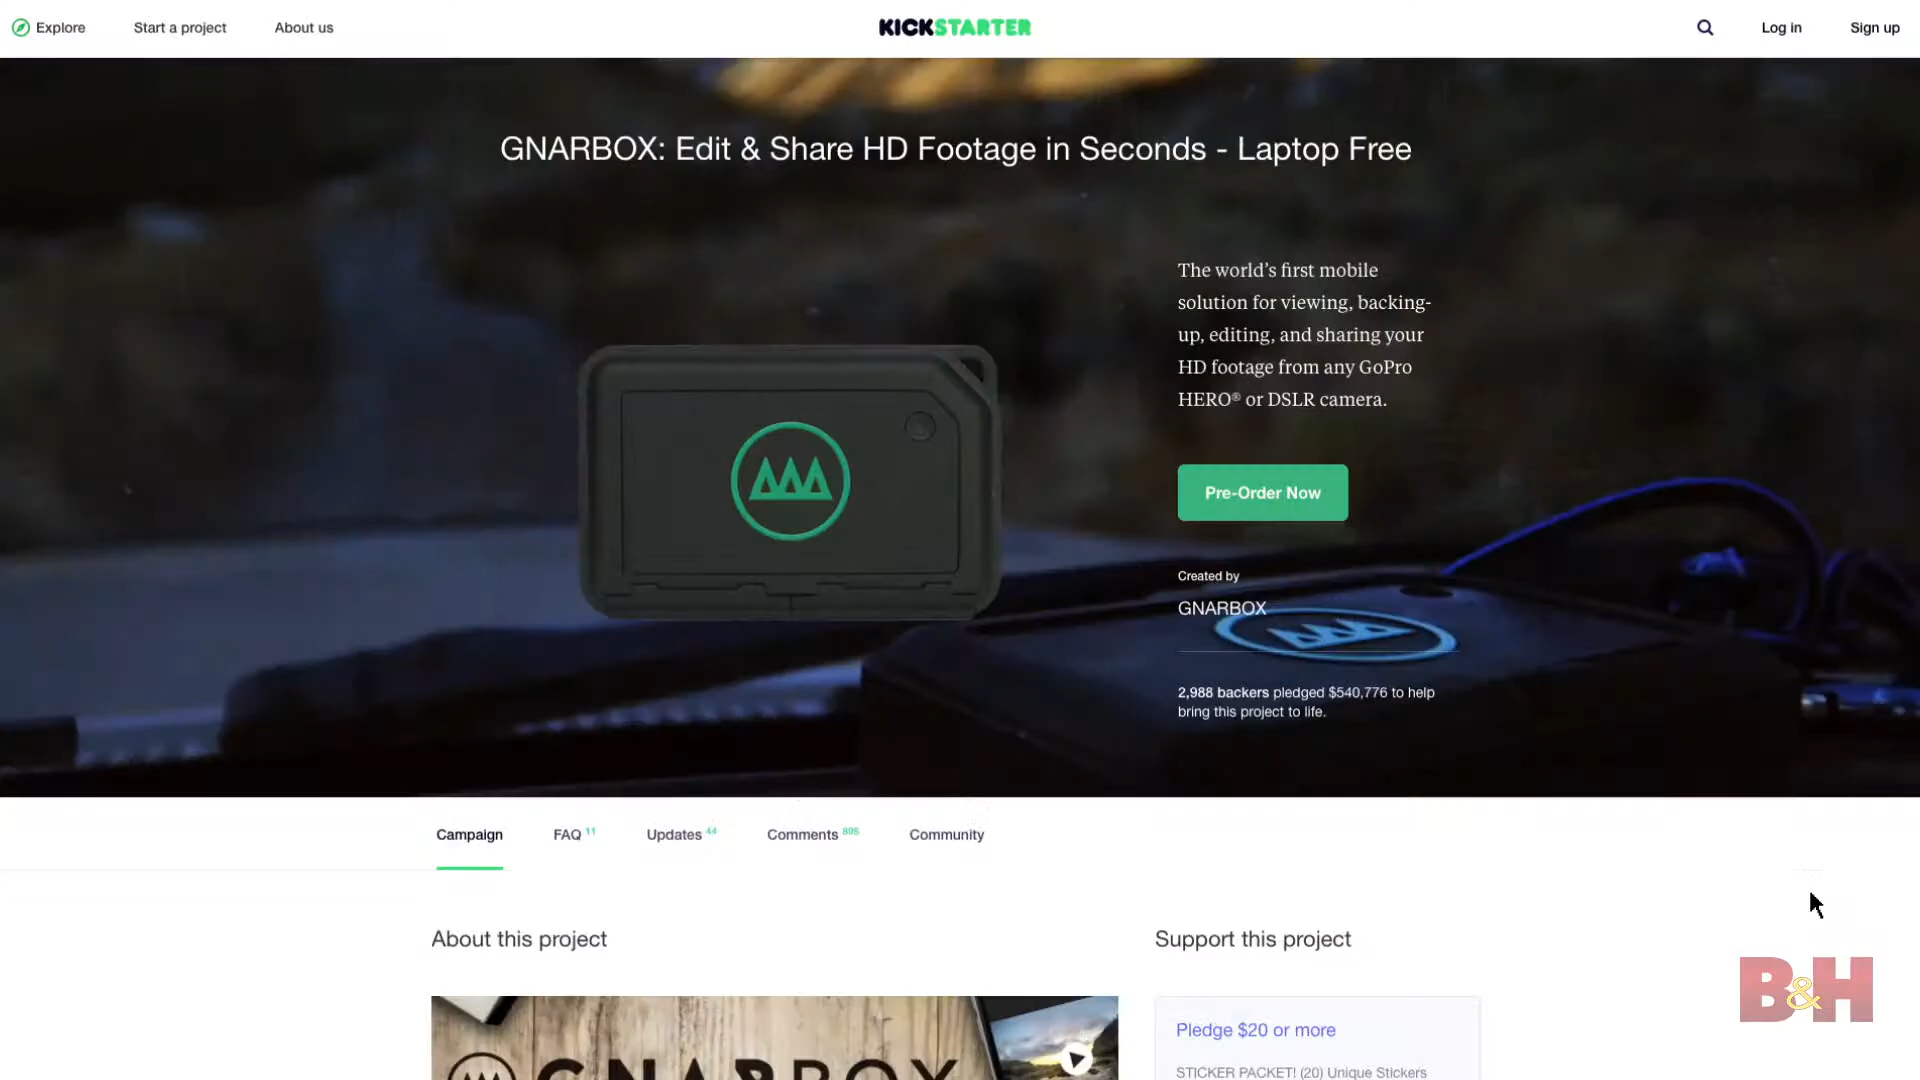 Explore
Start a project
About us
KICKSTARTER
Log in
Sign up
GNARBOX: Edit & Share HD Footage in Seconds - Laptop Free
The world’s first mobile
solution for viewing, backing-
up, editing, and sharing your
HD footage from any GoPro
HERO® or DSLR camera.
Pre-Order Now
Created by
GNARBOX
2,988 backers pledged $540,776 to help
bring this project to life.
Campaign
FAQ 11
Updates 44
Comments 895
Community
About this project
Support this project
GNARBOX
Pledge $20 or more
STICKER PACKET! (20) Unique Stickers
B&H